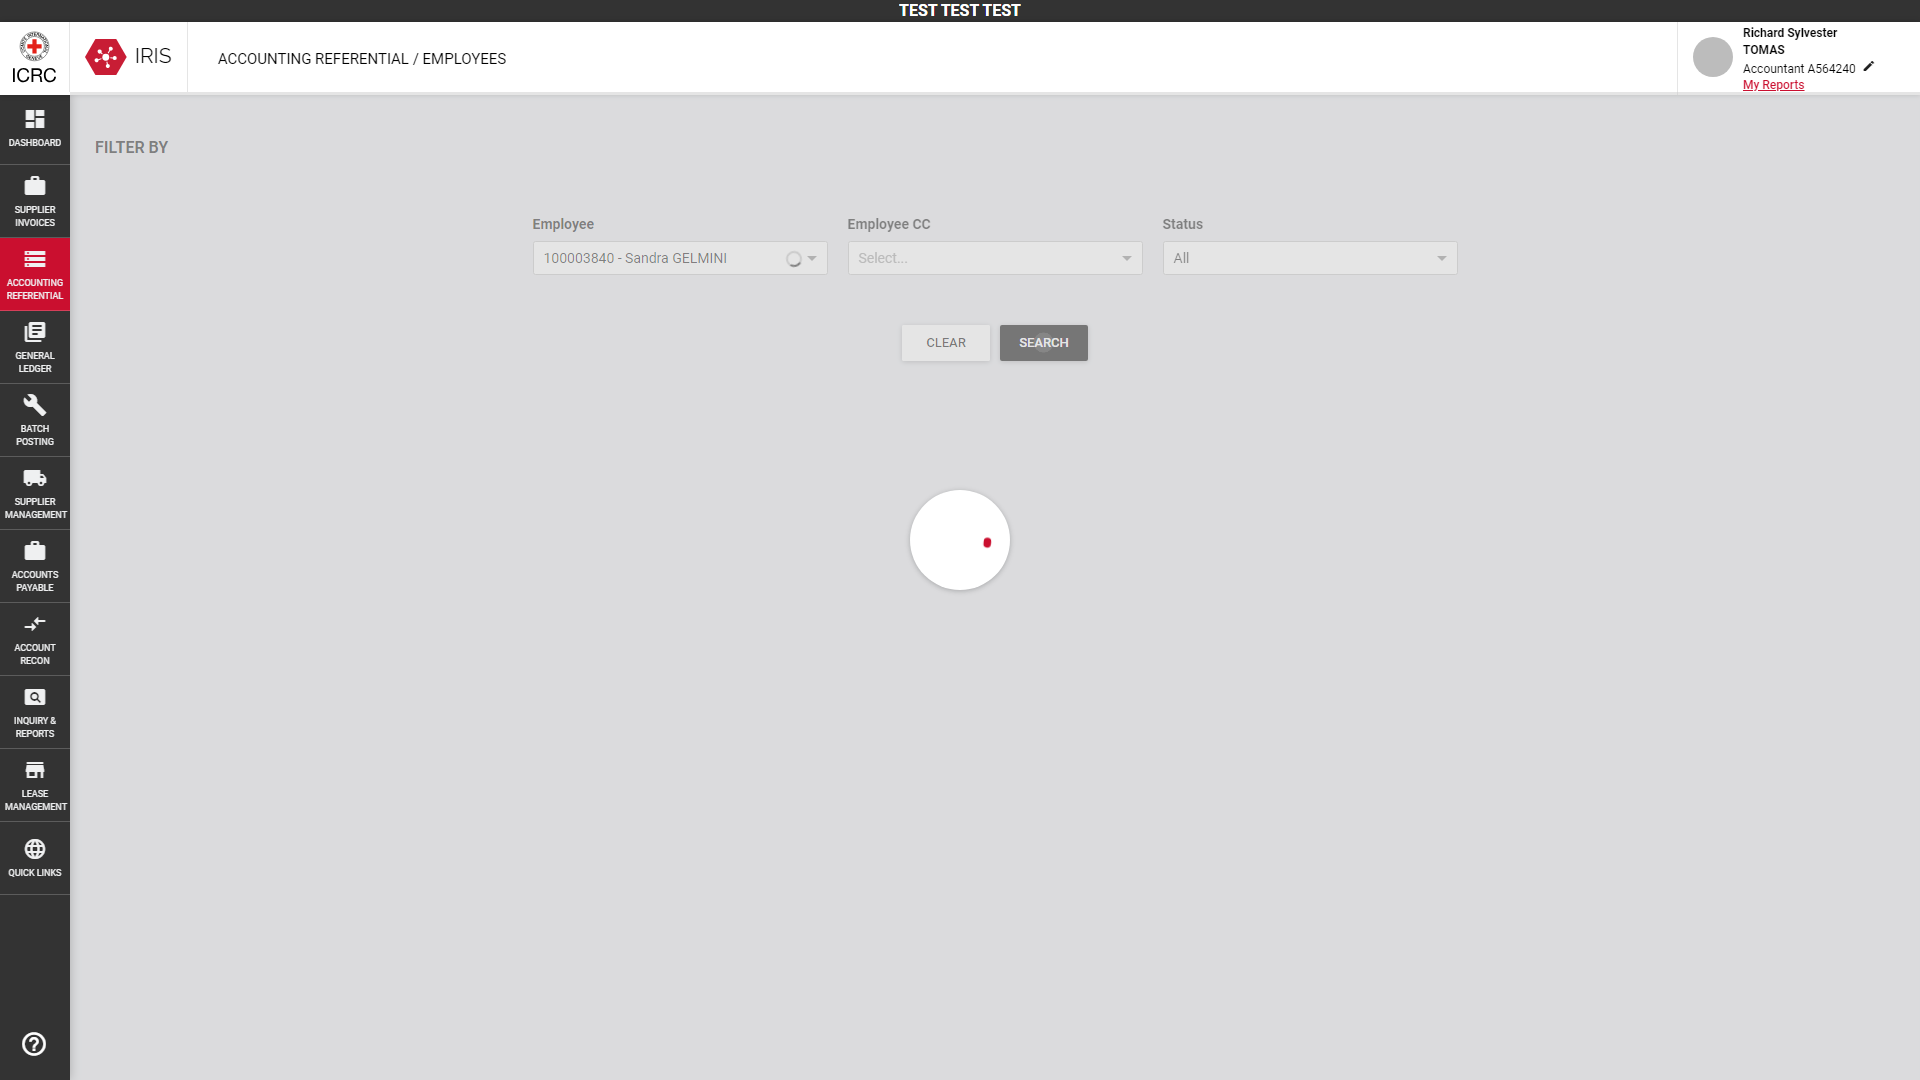 TEST TEST TEST
ICRC
IRIS
ACCOUNTING REFERENTIAL / EMPLOYEES
Richard Sylvester
TOMAS
Accountant A564240
My Reports
DASHBOARD
SUPPLIER
INVOICES
ACCOUNTING
REFERENTIAL
GENERAL
LEDGER
BATCH
POSTING
SUPPLIER
MANAGEMENT
ACCOUNTS
PAYABLE
ACCOUNT
RECON
INQUIRY &
REPORTS
LEASE
MANAGEMENT
QUICK LINKS
FILTER BY
Employee
100003840 - Sandra GELMINI
Employee CC
Select...
Status
All
CLEAR
SEARCH